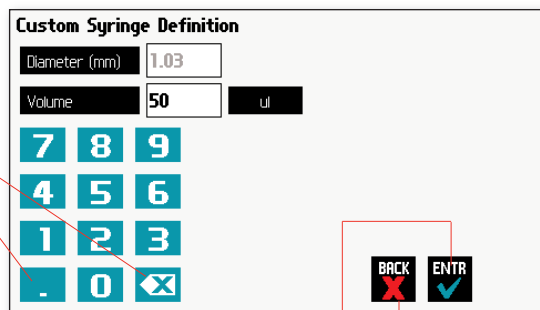 Custom Syringe Definition
Diameter (mm) 1.03
Volume 50 ul
7 8 9
4 5 6
1 2 3
. 0 X
BACK ENTR